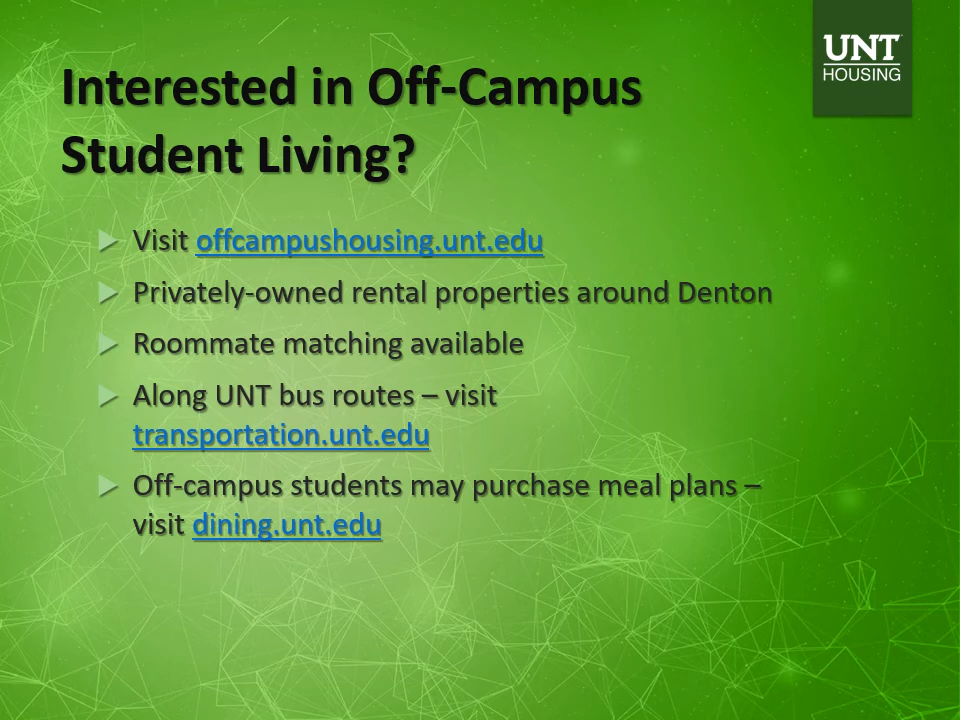 UNT
HOUSING
Interested in Off-Campus
Student Living?
Visit offcampushousing.unt.edu
Privately-owned rental properties around Denton
Roommate matching available
Along UNT bus routes – visit
transportation.unt.edu
Off-campus students may purchase meal plans –
visit dining.unt.edu